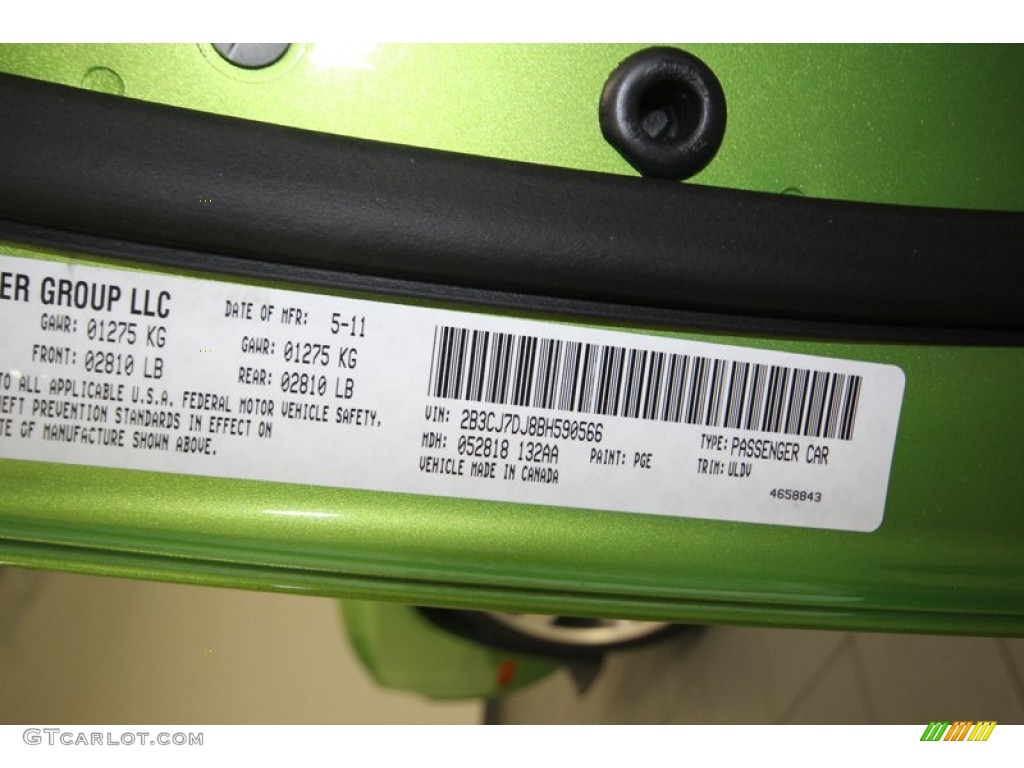 ER GROUP LLC
DATE OF MFR: 5-11
GAWR: 01275 KG
GAWR: 01275 KG
FRONT: 02810 LB
REAR: 02810 LB
TO ALL APPLICABLE U.S.A. FEDERAL MOTOR VEHICLE SAFETY,
EFT PREVENTION STANDARDS IN EFFECT ON
TE OF MANUFACTURE SHOWN ABOVE.
VIN: 2B3CJ7DJ8BH590566
TYPE: PASSENGER CAR
MDH: 052818 132AA
PAINT: PGE
TRIM: ULDV
VEHICLE MADE IN CANADA
4658843
GTCarlot.com